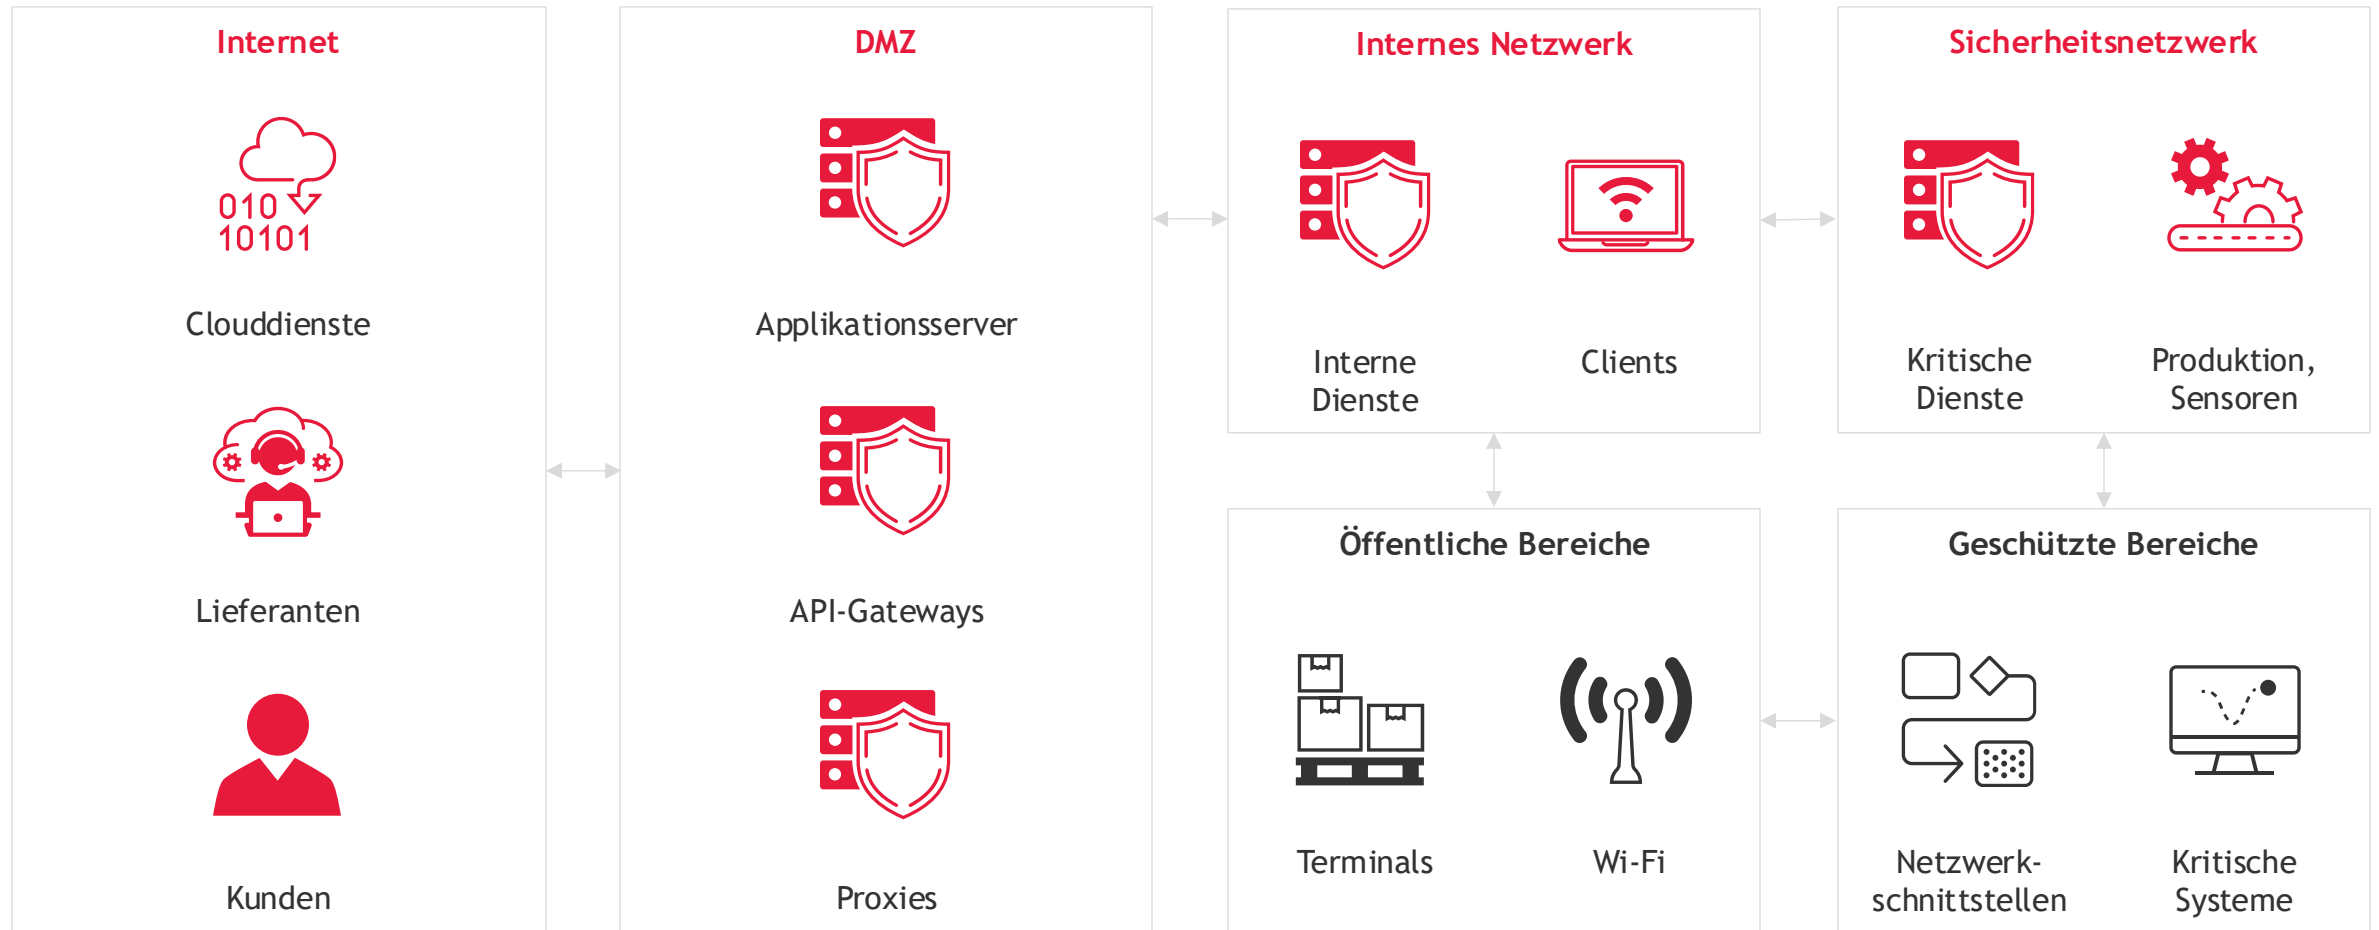 Internet
010
10101
Clouddienste
Lieferanten
Kunden
DMZ
Applikationsserver
API-Gateways
Proxies
Internes Netzwerk
Interne
Dienste
Clients
Sicherheitsnetzwerk
Kritische
Dienste
Produktion,
Sensoren
Öffentliche Bereiche
Terminals
Wi-Fi
Geschützte Bereiche
Netzwerk-
schnittstellen
Kritische
Systeme